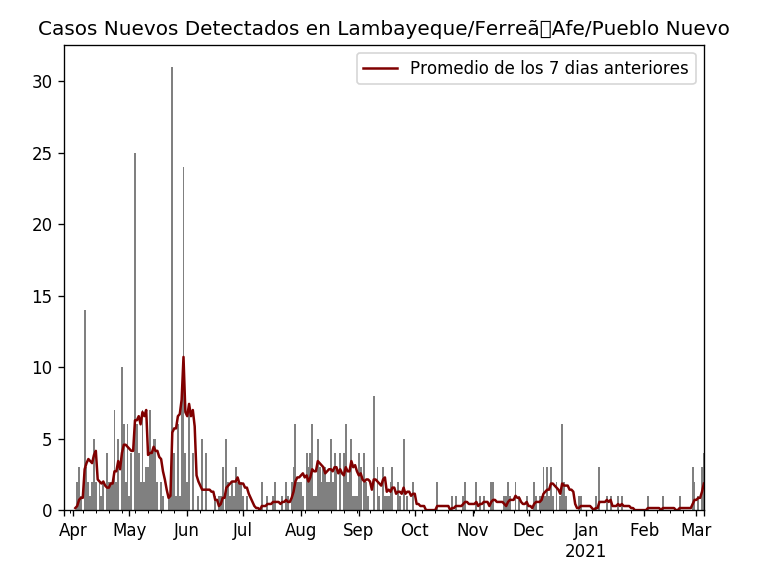 Casos Nuevos Detectados en Lambayeque/Ferreã▯Afe/Pueblo Nuevo
Promedio de los 7 dias anteriores
30
25
20
15
10
5
0
Apr May Jun Jul Aug Sep Oct Nov Dec Jan Feb Mar
2021